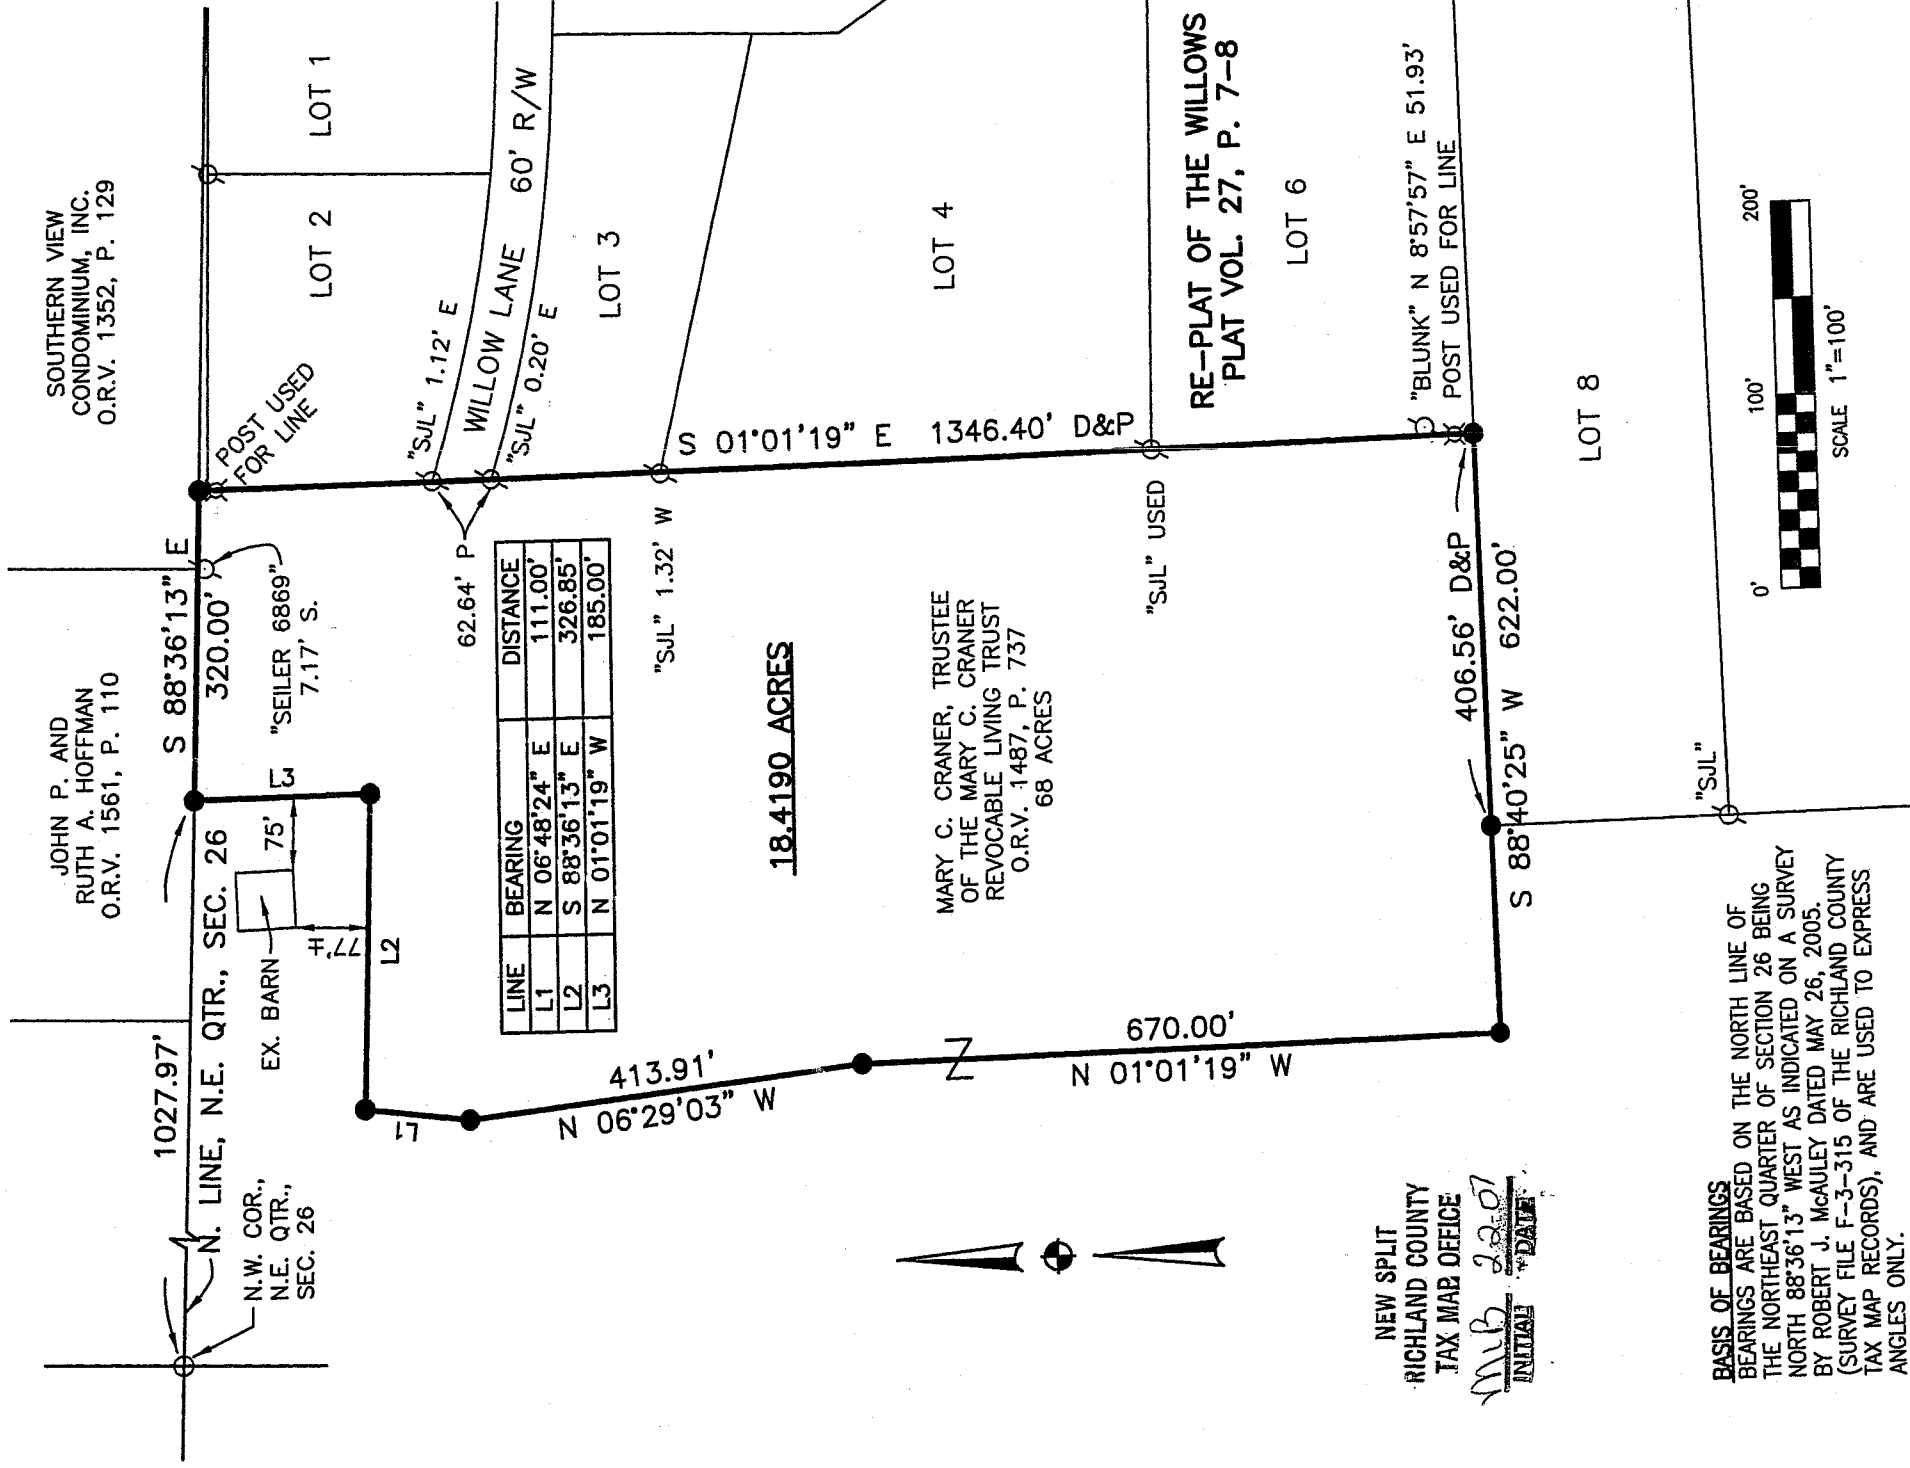 SOUTHERN VIEW
CONDOMINIUM, INC.
O.R.V. 1352, P. 129
JOHN P. AND
RUTH A. HOFFMAN
O.R.V. 1561, P. 110
1027.97'
N. LINE, N.E. QTR., SEC. 26
N.W. COR.,
N.E. QTR.,
SEC. 26
S 88°36'13" E
320.00'
"SEILER 6869"
7.17' S.
POST USED
FOR LINE
LOT 1
LOT 2
EX. BARN
75'
77'±
L3
L2
L1
"SJL" 1.12' E
WILLOW LANE 60' R/W
"SJL" 0.20' E
62.64' P
LOT 3
LINE BEARING DISTANCE
L1 N 06°48'24" E 111.00'
L2 S 88°36'13" E 326.85'
L3 N 01°01'19" W 185.00'
413.91'
N 06°29'03" W
"SJL" 1.32' W
S 01°01'19" E 1346.40' D&P
18.4190 ACRES
LOT 4
MARY C. CRANER, TRUSTEE
OF THE MARY C. CRANER
REVOCABLE LIVING TRUST
O.R.V. 1487, P. 737
68 ACRES
"SJL" USED
670.00'
N 01°01'19" W
RE-PLAT OF THE WILLOWS
PLAT VOL. 27, P. 7-8
LOT 6
"BLUNK" N 8°57'57" E 51.93'
POST USED FOR LINE
406.56' D&P
S 88°40'25" W 622.00'
LOT 8
"SJL"
NEW SPLIT
RICHLAND COUNTY
TAX MAP OFFICE
MLB 2-22-07
INITIAL DATE
0' 100' 200'
SCALE 1"=100'
BASIS OF BEARINGS
BEARINGS ARE BASED ON THE NORTH LINE OF
THE NORTHEAST QUARTER OF SECTION 26 BEING
NORTH 88°36'13" WEST AS INDICATED ON A SURVEY
BY ROBERT J. McAULEY DATED MAY 26, 2005.
(SURVEY FILE F-3-315 OF THE RICHLAND COUNTY
TAX MAP RECORDS), AND ARE USED TO EXPRESS
ANGLES ONLY.